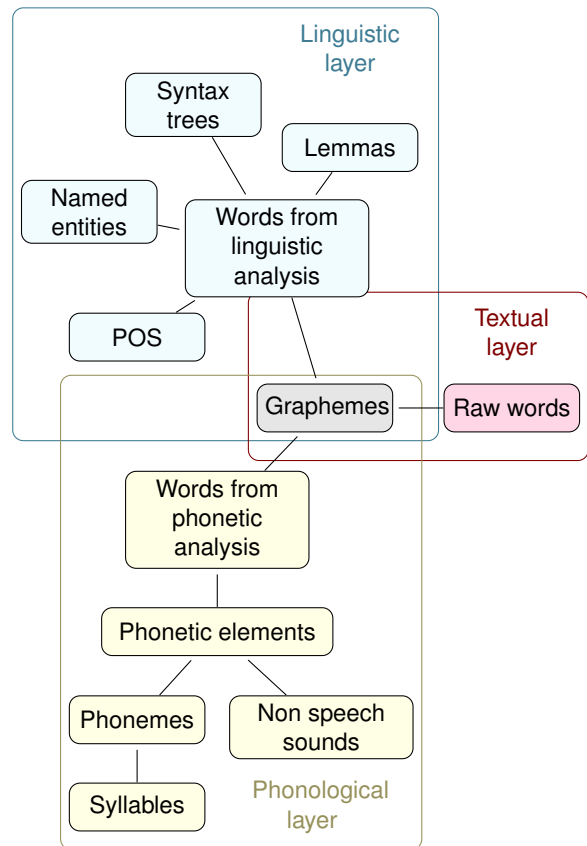 Linguistic
layer
Syntax
trees
Lemmas
Named
entities
Words from
linguistic
analysis
POS
Textual
layer
Graphemes
Raw words
Words from
phonetic
analysis
Phonetic elements
Phonemes
Non speech
sounds
Syllables
Phonological
layer